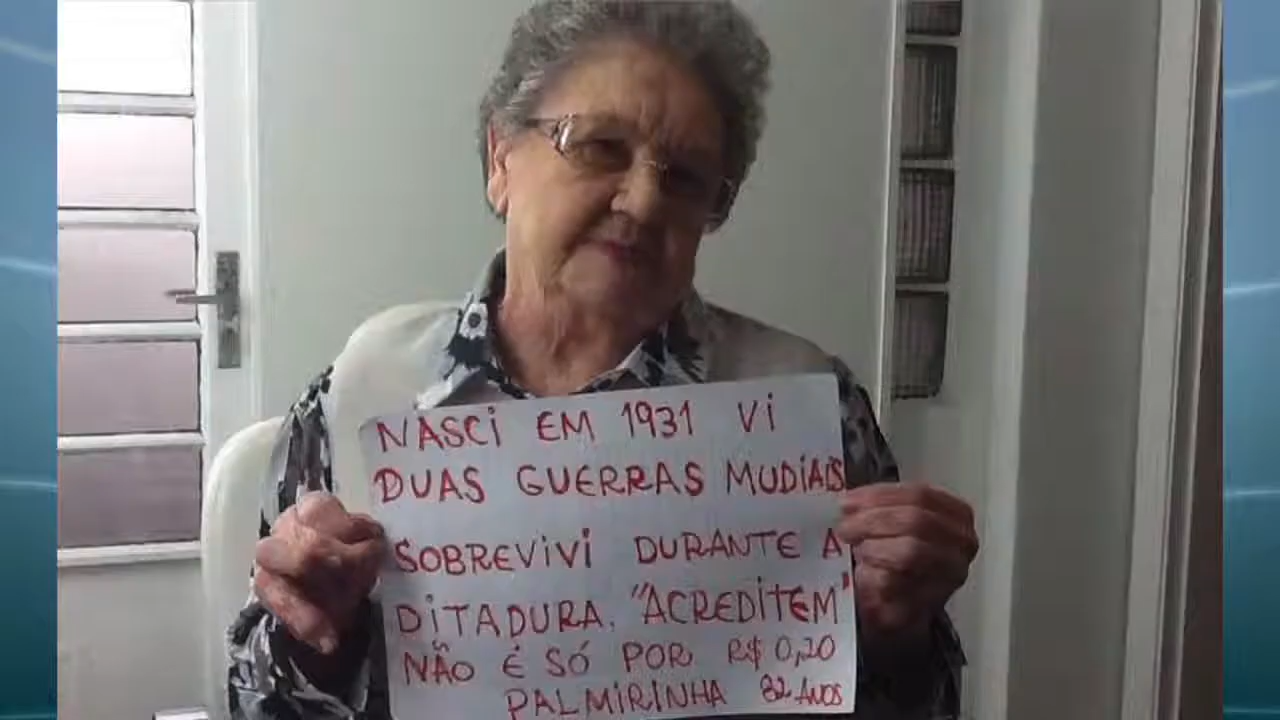 NASCI EM 1931 VI
DUAS GUERRAS MUDIAIS
SOBREVIVI DURANTE A
DITADURA. "ACREDITEM"
NÃO É SÓ POR R$ 0,20
PALMIRINHA 82 ANOS